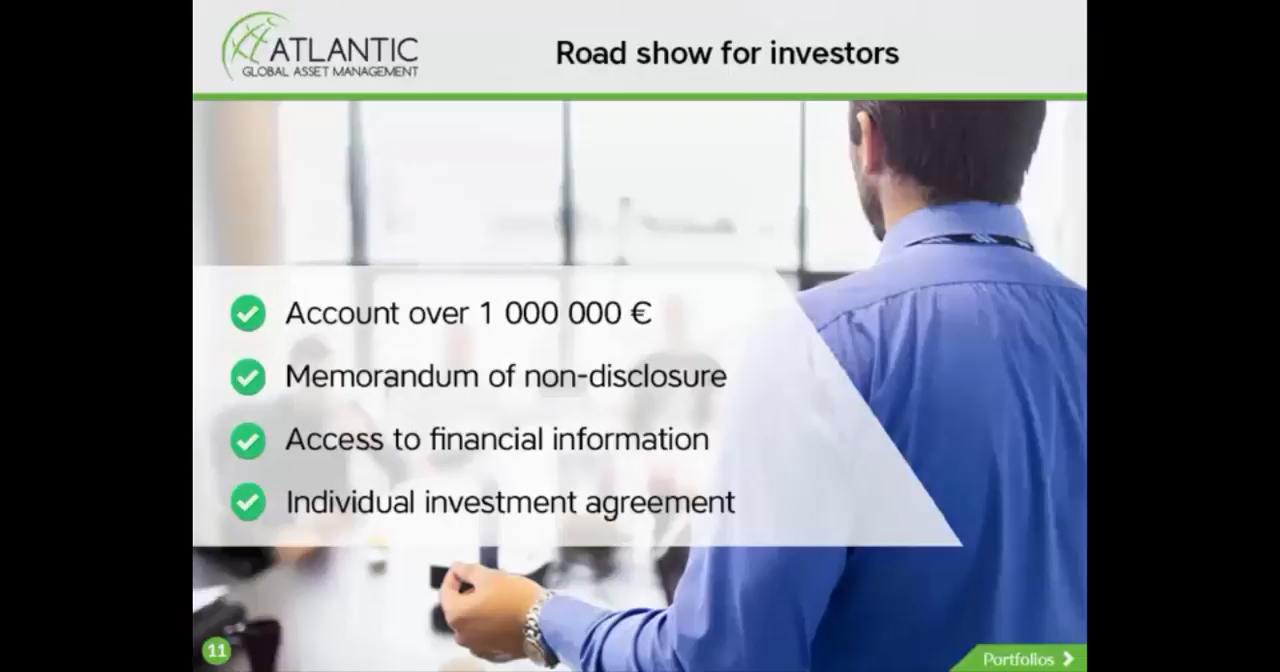 ATLANTIC
GLOBAL ASSET MANAGEMENT
Road show for investors
Account over 1 000 000 €
Memorandum of non-disclosure
Access to financial information
Individual investment agreement
11
Portfolios